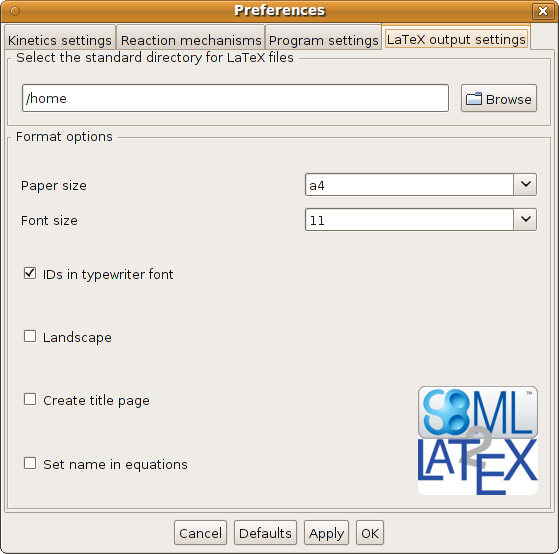 Preferences
Kinetics settings Reaction mechanisms Program settings LaTeX output settings
Select the standard directory for LaTeX files
/home Browse
Format options
Paper size a4
Font size 11
IDs in typewriter font
Landscape
Create title page
Set name in equations
SBML™
2
LATEX
Cancel Defaults Apply OK